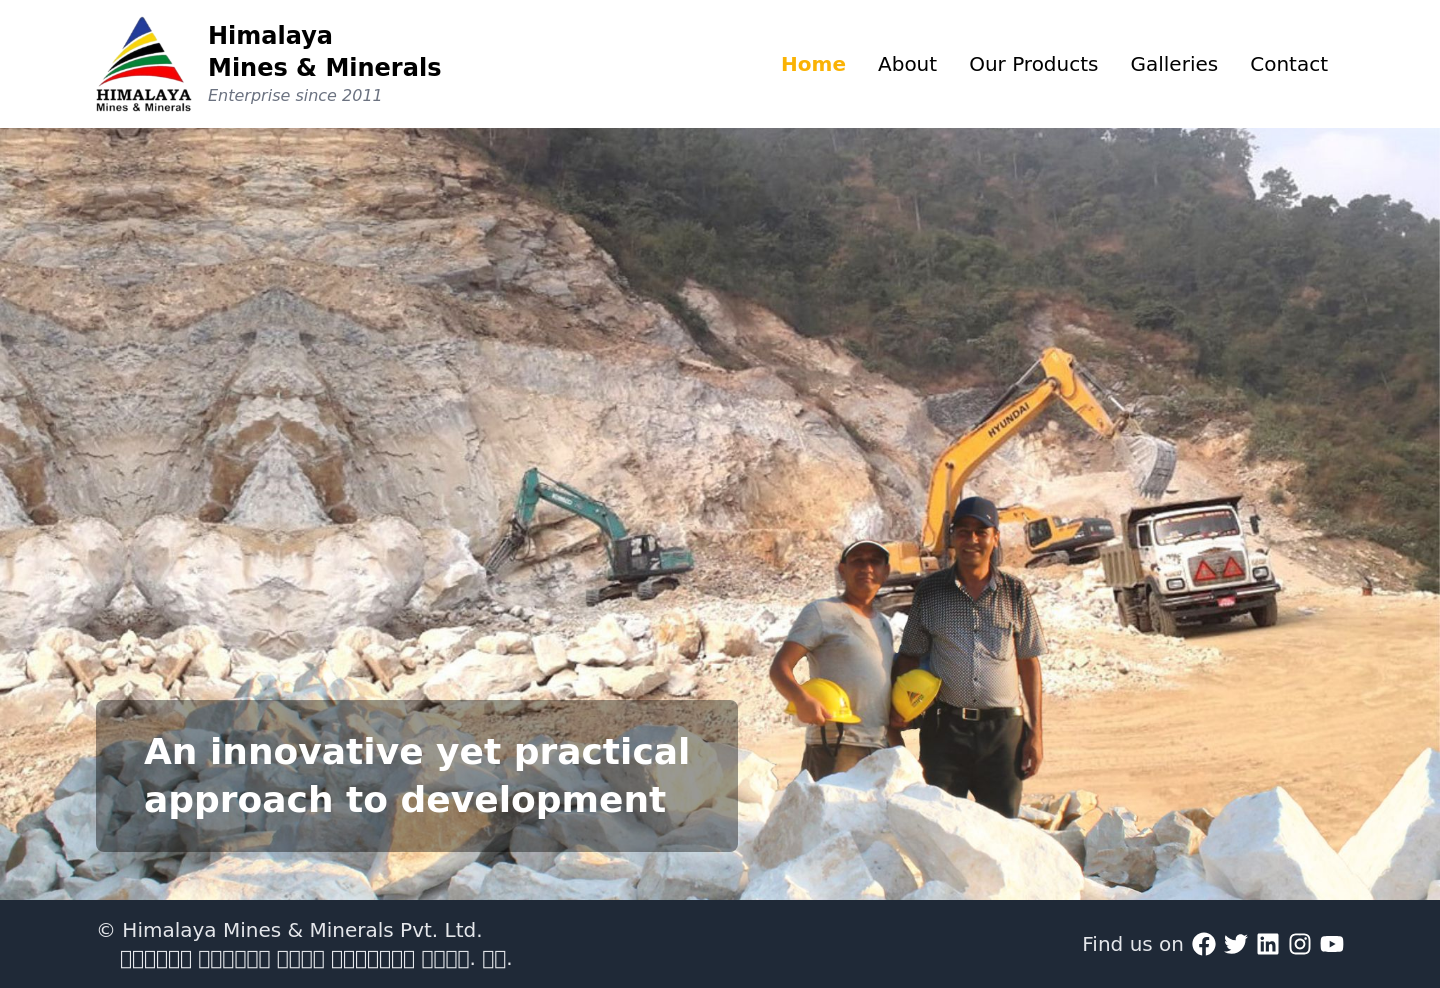 HIMALAYA
Mines & Minerals
Himalaya
Mines & Minerals
Enterprise since 2011
Home
About
Our Products
Galleries
Contact
HYUNDAI
An innovative yet practical
approach to development
© Himalaya Mines & Minerals Pvt. Ltd.
Find us on